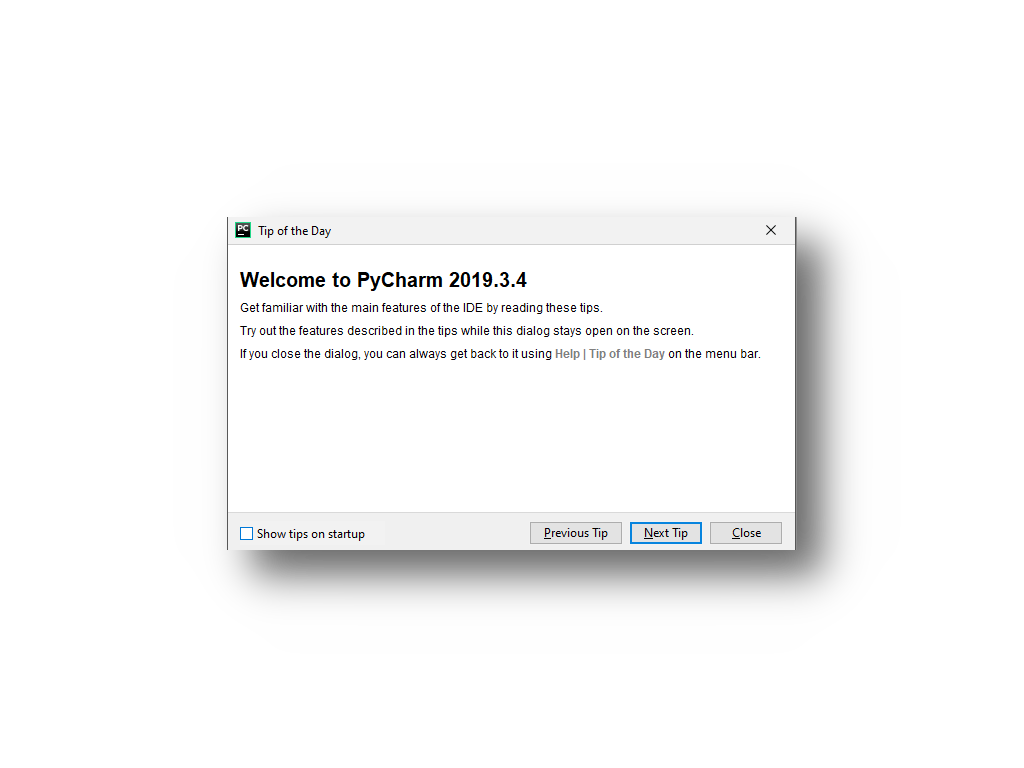 PC Tip of the Day
Welcome to PyCharm 2019.3.4
Get familiar with the main features of the IDE by reading these tips.
Try out the features described in the tips while this dialog stays open on the screen.
If you close the dialog, you can always get back to it using Help | Tip of the Day on the menu bar.
Show tips on startup Previous Tip Next Tip Close